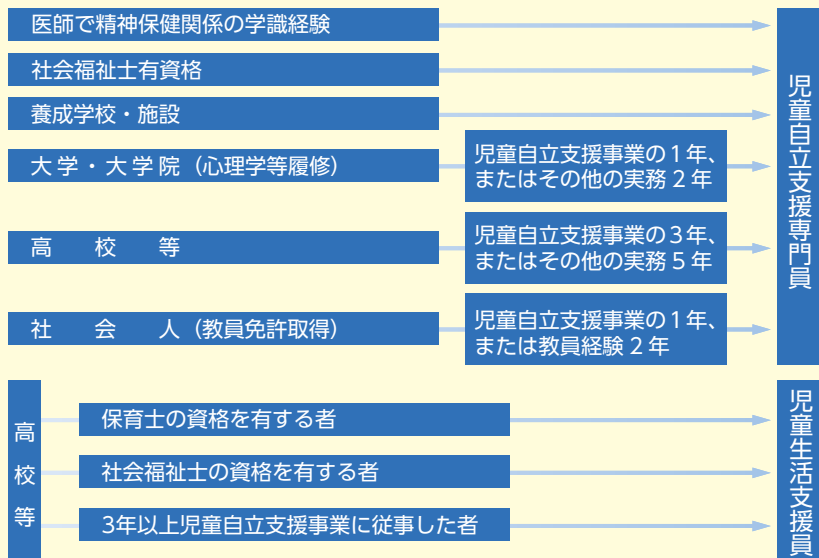 医師で精神保健関係の学識経験
社会福祉士有資格
養成学校・施設
大学・大学院（心理学等履修）
児童自立支援事業の1年、
またはその他の実務２年
高校等
児童自立支援事業の３年、
またはその他の実務５年
社会人（教員免許取得）
児童自立支援事業の1年、
または教員経験２年
児童自立支援専門員
高校等
保育士の資格を有する者
社会福祉士の資格を有する者
3年以上児童自立支援事業に従事した者
児童生活支援員